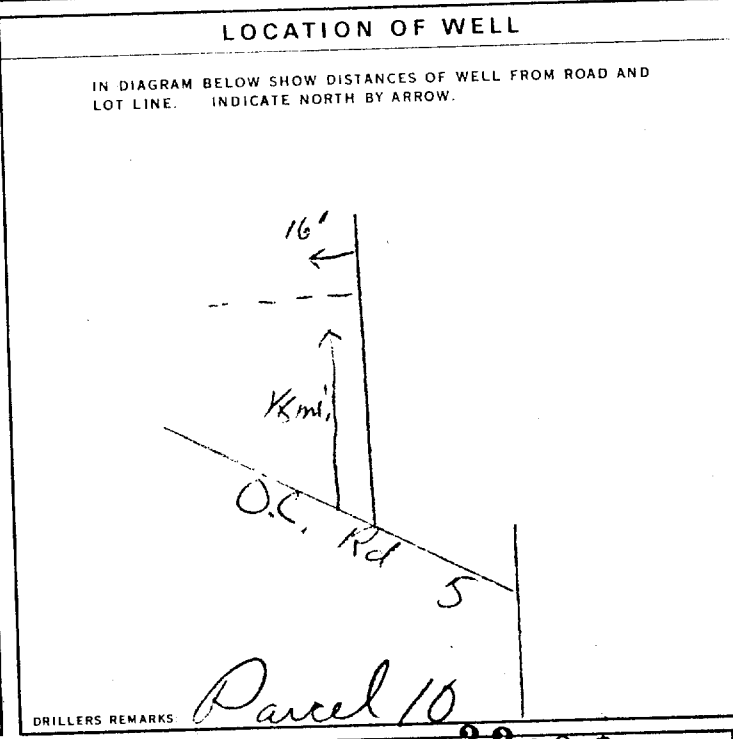 LOCATION OF WELL
IN DIAGRAM BELOW SHOW DISTANCES OF WELL FROM ROAD AND
LOT LINE. INDICATE NORTH BY ARROW.
16'
mi.
O.C. Rd 5
DRILLERS REMARKS: Parcel 10